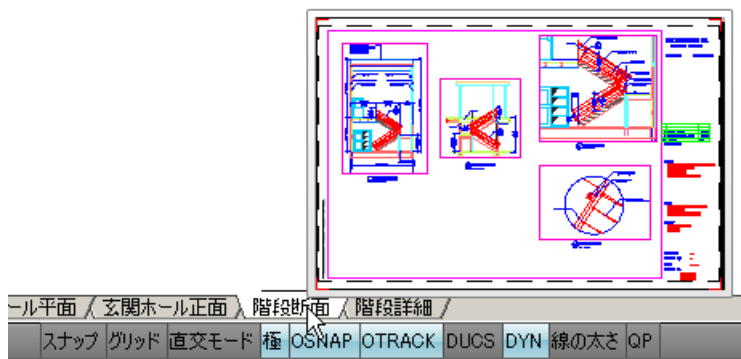 ール平面 / 玄関ホール正面 \ 階段断面 / 階段詳細 /
スナップ グリッド 直交モード 極 OSNAP OTRACK DUCS DYN 線の太さ QP